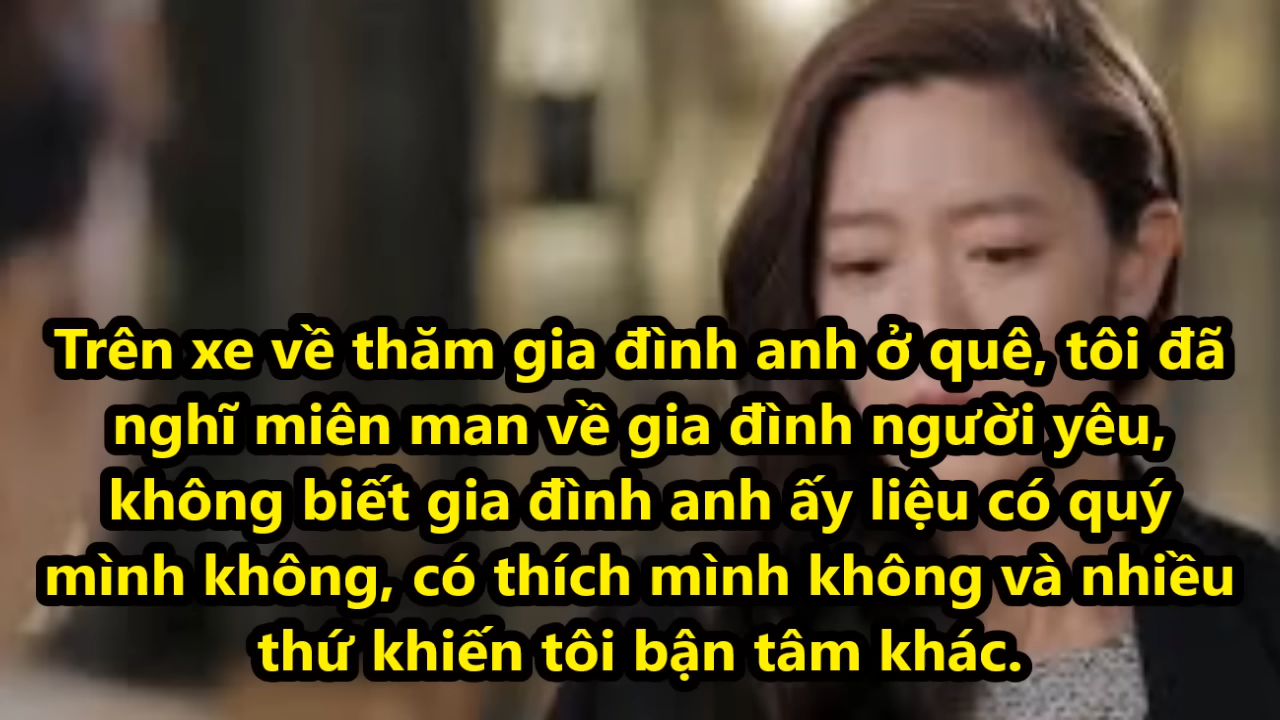 Trên xe về thăm gia đình anh ở quê, tôi đã
nghĩ miên man về gia đình người yêu,
không biết gia đình anh ấy liệu có quý
mình không, có thích mình không và nhiều
thứ khiến tôi bận tâm khác.